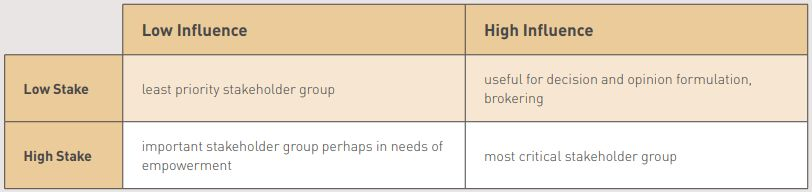 Low Influence
High Influence
Low Stake
least priority stakeholder group
useful for decision and opinion formulation,
brokering
High Stake
important stakeholder group perhaps in needs of
empowerment
most critical stakeholder group